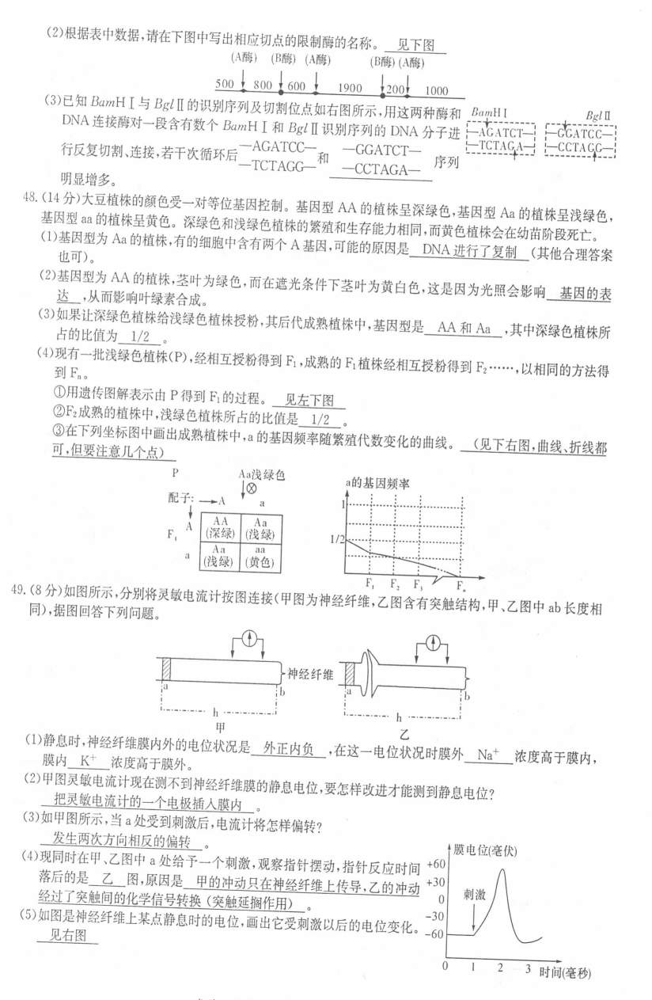 (2)根据表中数据,请在下图中写出相应切点的限制酶的名称。 见下图
(A酶) (B酶) (A酶) (B酶) (A酶)
500 800 600 1900 200 1000
(3)已知 BamHⅠ与 BglⅡ的识别序列及切割位点如右图所示,用这两种酶和
DNA 连接酶对一段含有数个 BamHⅠ和 BglⅡ识别序列的 DNA 分子进
行反复切割、连接,若干次循环后 —AGATCC— 和 —GGATCT— 序列
—TCTAGG— —CCTAGA—
明显增多。
BamHⅠ BglⅡ
—AGATCT— —GGATCC—
—TCTAGA— —CCTAGG—
48.(14 分)大豆植株的颜色受一对等位基因控制。基因型 AA 的植株呈深绿色,基因型 Aa 的植株呈浅绿色,
基因型 aa 的植株呈黄色。深绿色和浅绿色植株的繁殖和生存能力相同,而黄色植株会在幼苗阶段死亡。
(1)基因型为 Aa 的植株,有的细胞中含有两个 A 基因,可能的原因是 DNA 进行了复制 (其他合理答案
也可)。
(2)基因型为 AA 的植株,茎叶为绿色,而在遮光条件下茎叶为黄白色,这是因为光照会影响 基因的表
达 ,从而影响叶绿素合成。
(3)如果让深绿色植株给浅绿色植株授粉,其后代成熟植株中,基因型是 AA 和 Aa ,其中深绿色植株所
占的比值为 1/2 。
(4)现有一批浅绿色植株(P),经相互授粉得到 F₁,成熟的 F₁ 植株经相互授粉得到 F₂……,以相同的方法得
到 Fₙ。
①用遗传图解表示由 P 得到 F₁ 的过程。 见左下图
②F₂ 成熟的植株中,浅绿色植株所占的比值是 1/2 。
③在下列坐标图中画出成熟植株中,a 的基因频率随繁殖代数变化的曲线。 (见下右图,曲线、折线都
可,但要注意几个点)
P Aa浅绿色
⊗
配子: A a
F₁ A AA Aa
(深绿) (浅绿)
a Aa aa
(浅绿) (黄色)
a的基因频率
1
1/2
F₁ F₂ F₃ Fₙ
49.(8 分)如图所示,分别将灵敏电流计按图连接(甲图为神经纤维,乙图含有突触结构,甲、乙图中 ab 长度相
同),据图回答下列问题。
神经纤维
a b a b
h h
甲 乙
(1)静息时,神经纤维膜内外的电位状况是 外正内负 ,在这一电位状况时膜外 Na⁺ 浓度高于膜内,
膜内 K⁺ 浓度高于膜外。
(2)甲图灵敏电流计现在测不到神经纤维膜的静息电位,要怎样改进才能测到静息电位?
把灵敏电流计的一个电极插入膜内 。
(3)如甲图所示,当 a 处受到刺激后,电流计将怎样偏转?
发生两次方向相反的偏转 。
(4)现同时在甲、乙图中 a 处给予一个刺激,观察指针摆动,指针反应时间
落后的是 乙 图,原因是 甲的冲动只在神经纤维上传导,乙的冲动
经过了突触间的化学信号转换(突触延搁作用) 。
(5)如图是神经纤维上某点静息时的电位,画出它受刺激以后的电位变化。
见右图
膜电位(毫伏)
+60
+30
0
−30
−60
刺激
0 1 2 3 时间(毫秒)